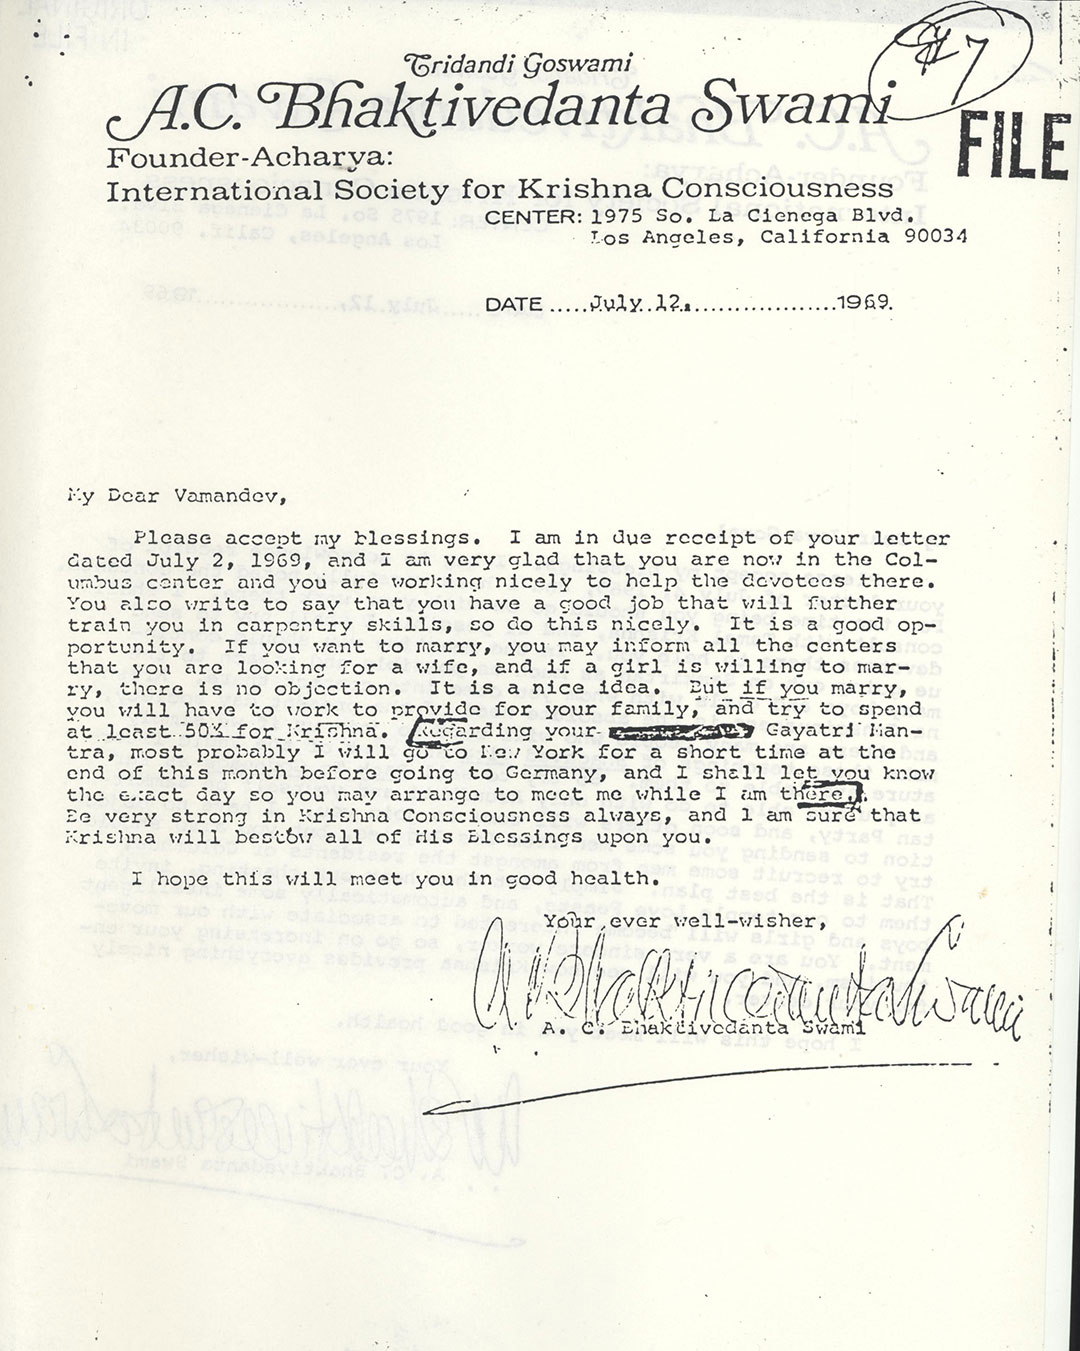 #7
FILE
Tridandi Goswami
A.C. Bhaktivedanta Swami
Founder-Acharya:
International Society for Krishna Consciousness
CENTER: 1975 So. La Cienega Blvd.
Los Angeles, California 90034
DATE .....July 12,..................1969.
My Dear Vamandev,
Please accept my blessings. I am in due receipt of your letter
dated July 2, 1969, and I am very glad that you are now in the Col-
umbus center and you are working nicely to help the devotees there.
You also write to say that you have a good job that will further
train you in carpentry skills, so do this nicely. It is a good op-
portunity. If you want to marry, you may inform all the centers
that you are looking for a wife, and if a girl is willing to mar-
ry, there is no objection. It is a nice idea. But if you marry,
you will have to work to provide for your family, and try to spend
at least 50% for Krishna. Regarding your Gayatri Man-
tra, most probably I will go to New York for a short time at the
end of this month before going to Germany, and I shall let you know
the exact day so you may arrange to meet me while I am there.
Be very strong in Krishna Consciousness always, and I am sure that
Krishna will bestow all of His Blessings upon you.
I hope this will meet you in good health.
Your ever well-wisher,
A C Bhaktivedanta Swami
A. C. Bhaktivedanta Swami